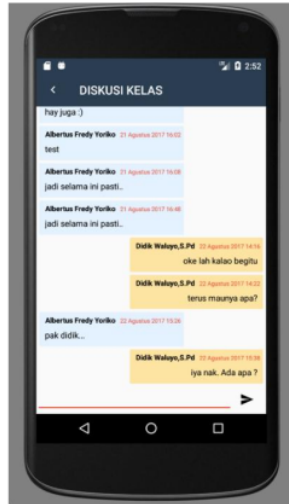 2:52
DISKUSI KELAS
hay juga :)
Albertus Fredy Yoriko 21 Agustus 2017 16:02
test
Albertus Fredy Yoriko 21 Agustus 2017 16:08
jadi selama ini pasti..
Albertus Fredy Yoriko 21 Agustus 2017 16:48
jadi selama ini pasti..
Didik Waluyo,S.Pd Agustus 2017 14:16
oke lah kalao begitu
Didik Waluyo,S.Pd 22 Agustus 2017 14:22
terus maunya apa?
Albertus Fredy Yoriko 22 Agustus 2017 15:26
pak didik...
Didik Waluyo,S.Pd Agustus 2017 15:38
iya nak. Ada apa ?